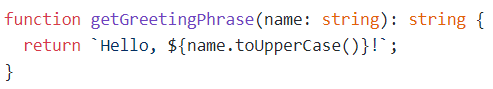 function getGreetingPhrase(name: string): string {
  return `Hello, ${name.toUpperCase()}!`;
}